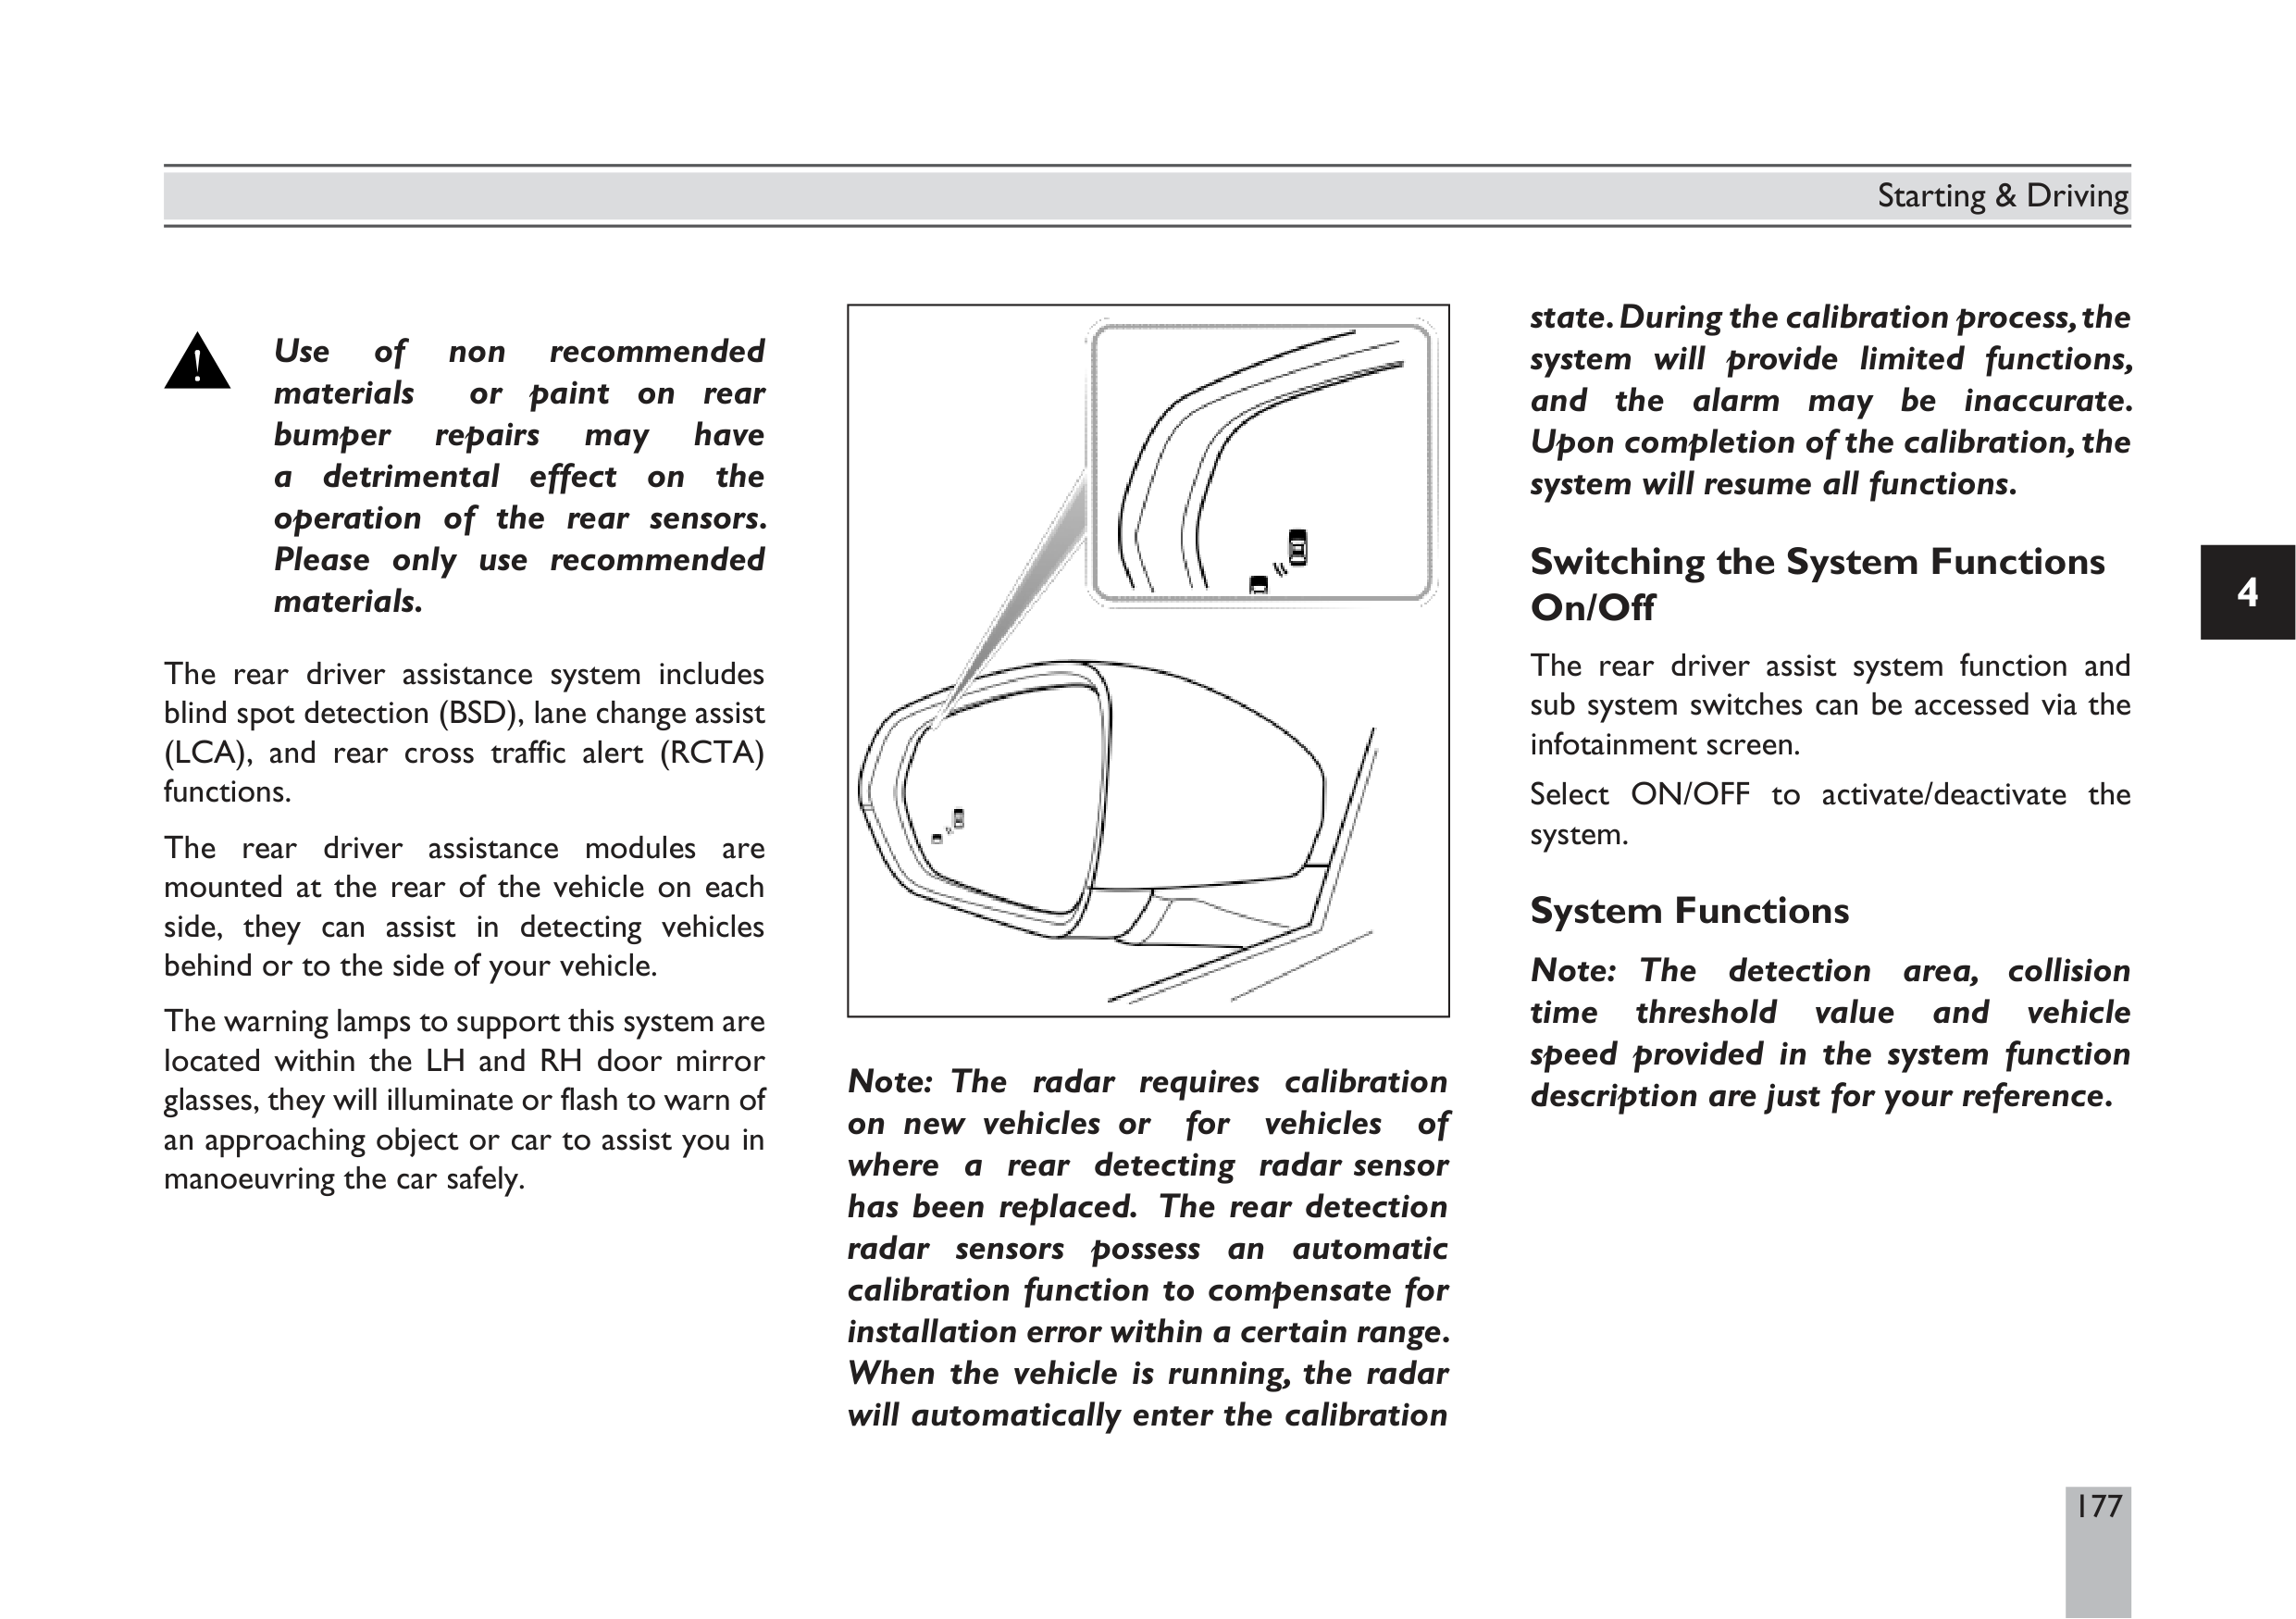 Starting & Driving
Use of non recommended
materials or paint on rear
bumper repairs may have
a detrimental effect on the
operation of the rear sensors.
Please only use recommended
materials.
The rear driver assistance system includes
blind spot detection (BSD), lane change assist
(LCA), and rear cross traffic alert (RCTA)
functions.
The rear driver assistance modules are
mounted at the rear of the vehicle on each
side, they can assist in detecting vehicles
behind or to the side of your vehicle.
The warning lamps to support this system are
located within the LH and RH door mirror
glasses, they will illuminate or flash to warn of
an approaching object or car to assist you in
manoeuvring the car safely.
Note: The radar requires calibration
on new vehicles or for vehicles of
where a rear detecting radar sensor
has been replaced. The rear detection
radar sensors possess an automatic
calibration function to compensate for
installation error within a certain range.
When the vehicle is running, the radar
will automatically enter the calibration
state. During the calibration process, the
system will provide limited functions,
and the alarm may be inaccurate.
Upon completion of the calibration, the
system will resume all functions.
Switching the System Functions
On/Off
The rear driver assist system function and
sub system switches can be accessed via the
infotainment screen.
Select ON/OFF to activate/deactivate the
system.
System Functions
Note: The detection area, collision
time threshold value and vehicle
speed provided in the system function
description are just for your reference.
4
177